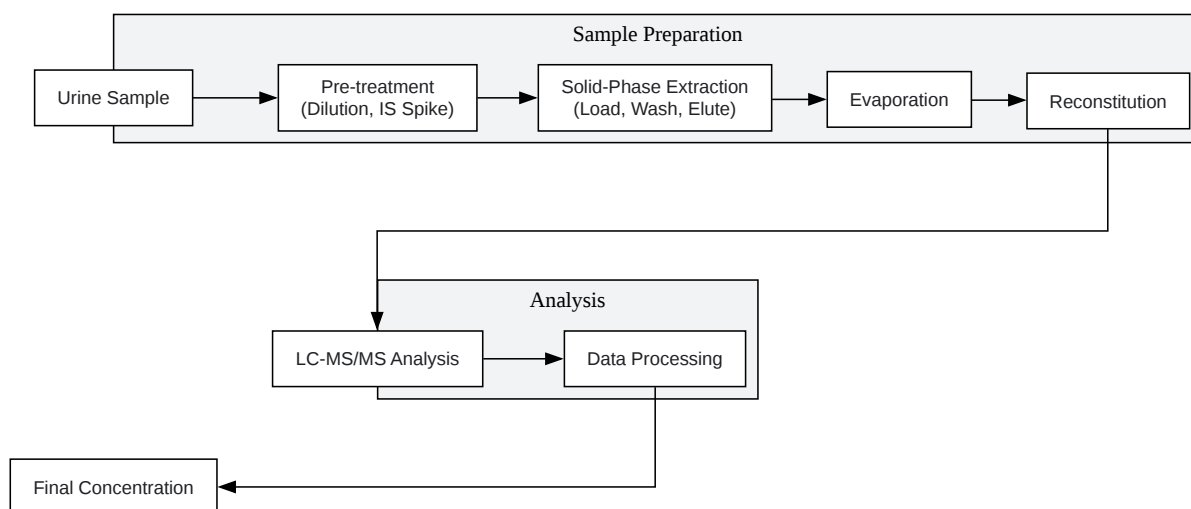 Sample Preparation
Urine Sample
Pre-treatment
(Dilution, IS Spike)
Solid-Phase Extraction
(Load, Wash, Elute)
Evaporation
Reconstitution
Analysis
LC-MS/MS Analysis
Data Processing
Final Concentration